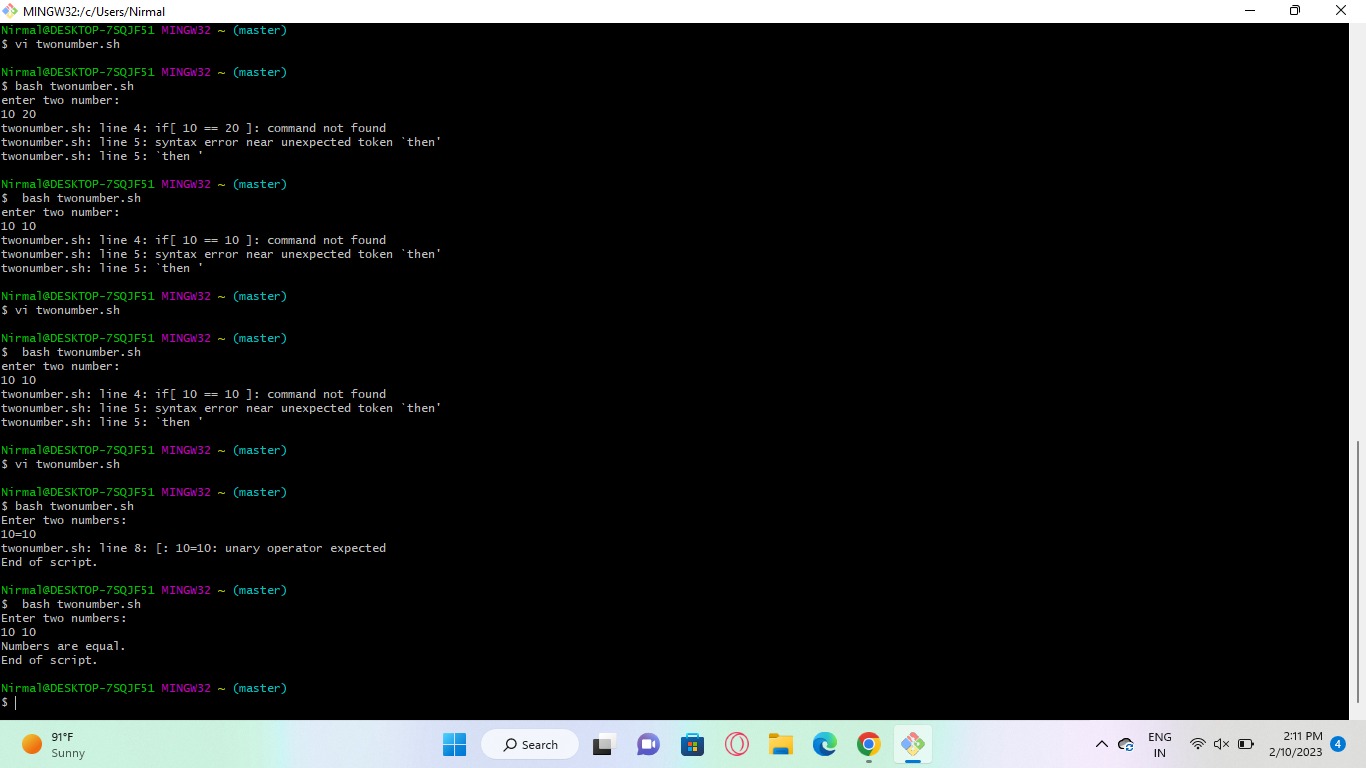 MINGW32:/c/Users/Nirmal
Nirmal@DESKTOP-7SQJF51 MINGW32 ~ (master)
$ vi twonumber.sh
Nirmal@DESKTOP-7SQJF51 MINGW32 ~ (master)
$ bash twonumber.sh
enter two number:
10 20
twonumber.sh: line 4: if[ 10 == 20 ]: command not found
twonumber.sh: line 5: syntax error near unexpected token `then'
twonumber.sh: line 5: `then '
Nirmal@DESKTOP-7SQJF51 MINGW32 ~ (master)
$  bash twonumber.sh
enter two number:
10 10
twonumber.sh: line 4: if[ 10 == 10 ]: command not found
twonumber.sh: line 5: syntax error near unexpected token `then'
twonumber.sh: line 5: `then '
Nirmal@DESKTOP-7SQJF51 MINGW32 ~ (master)
$ vi twonumber.sh
Nirmal@DESKTOP-7SQJF51 MINGW32 ~ (master)
$  bash twonumber.sh
enter two number:
10 10
twonumber.sh: line 4: if[ 10 == 10 ]: command not found
twonumber.sh: line 5: syntax error near unexpected token `then'
twonumber.sh: line 5: `then '
Nirmal@DESKTOP-7SQJF51 MINGW32 ~ (master)
$ vi twonumber.sh
Nirmal@DESKTOP-7SQJF51 MINGW32 ~ (master)
$ bash twonumber.sh
Enter two numbers:
10=10
twonumber.sh: line 8: [: 10=10: unary operator expected
End of script.
Nirmal@DESKTOP-7SQJF51 MINGW32 ~ (master)
$  bash twonumber.sh
Enter two numbers:
10 10
Numbers are equal.
End of script.
Nirmal@DESKTOP-7SQJF51 MINGW32 ~ (master)
$
91°F
Sunny
Search
ENG
IN
2:11 PM
2/10/2023
4